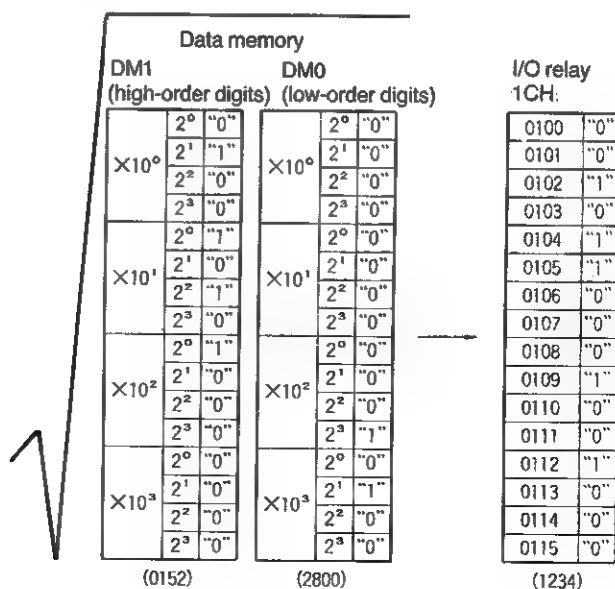 Data memory
DM1 DM0 I/O relay
(high-order digits) (low-order digits) 1CH:
×10⁰ 2⁰ "0" ×10⁰ 2⁰ "0" 0100 "0"
2¹ "1" 2¹ "0" 0101 "0"
2² "0" 2² "0" 0102 "1"
2³ "0" 2³ "0" 0103 "0"
×10¹ 2⁰ "1" ×10¹ 2⁰ "0" 0104 "1"
2¹ "0" 2¹ "0" 0105 "1"
2² "1" 2² "0" 0106 "0"
2³ "0" 2³ "0" 0107 "0"
×10² 2⁰ "1" ×10² 2⁰ "0" 0108 "0"
2¹ "0" 2¹ "0" 0109 "1"
2² "0" 2² "0" 0110 "0"
2³ "0" 2³ "1" 0111 "0"
×10³ 2⁰ "0" ×10³ 2⁰ "0" 0112 "1"
2¹ "0" 2¹ "1" 0113 "0"
2² "0" 2² "0" 0114 "0"
2³ "0" 2³ "0" 0115 "0"
(0152) (2800) (1234)